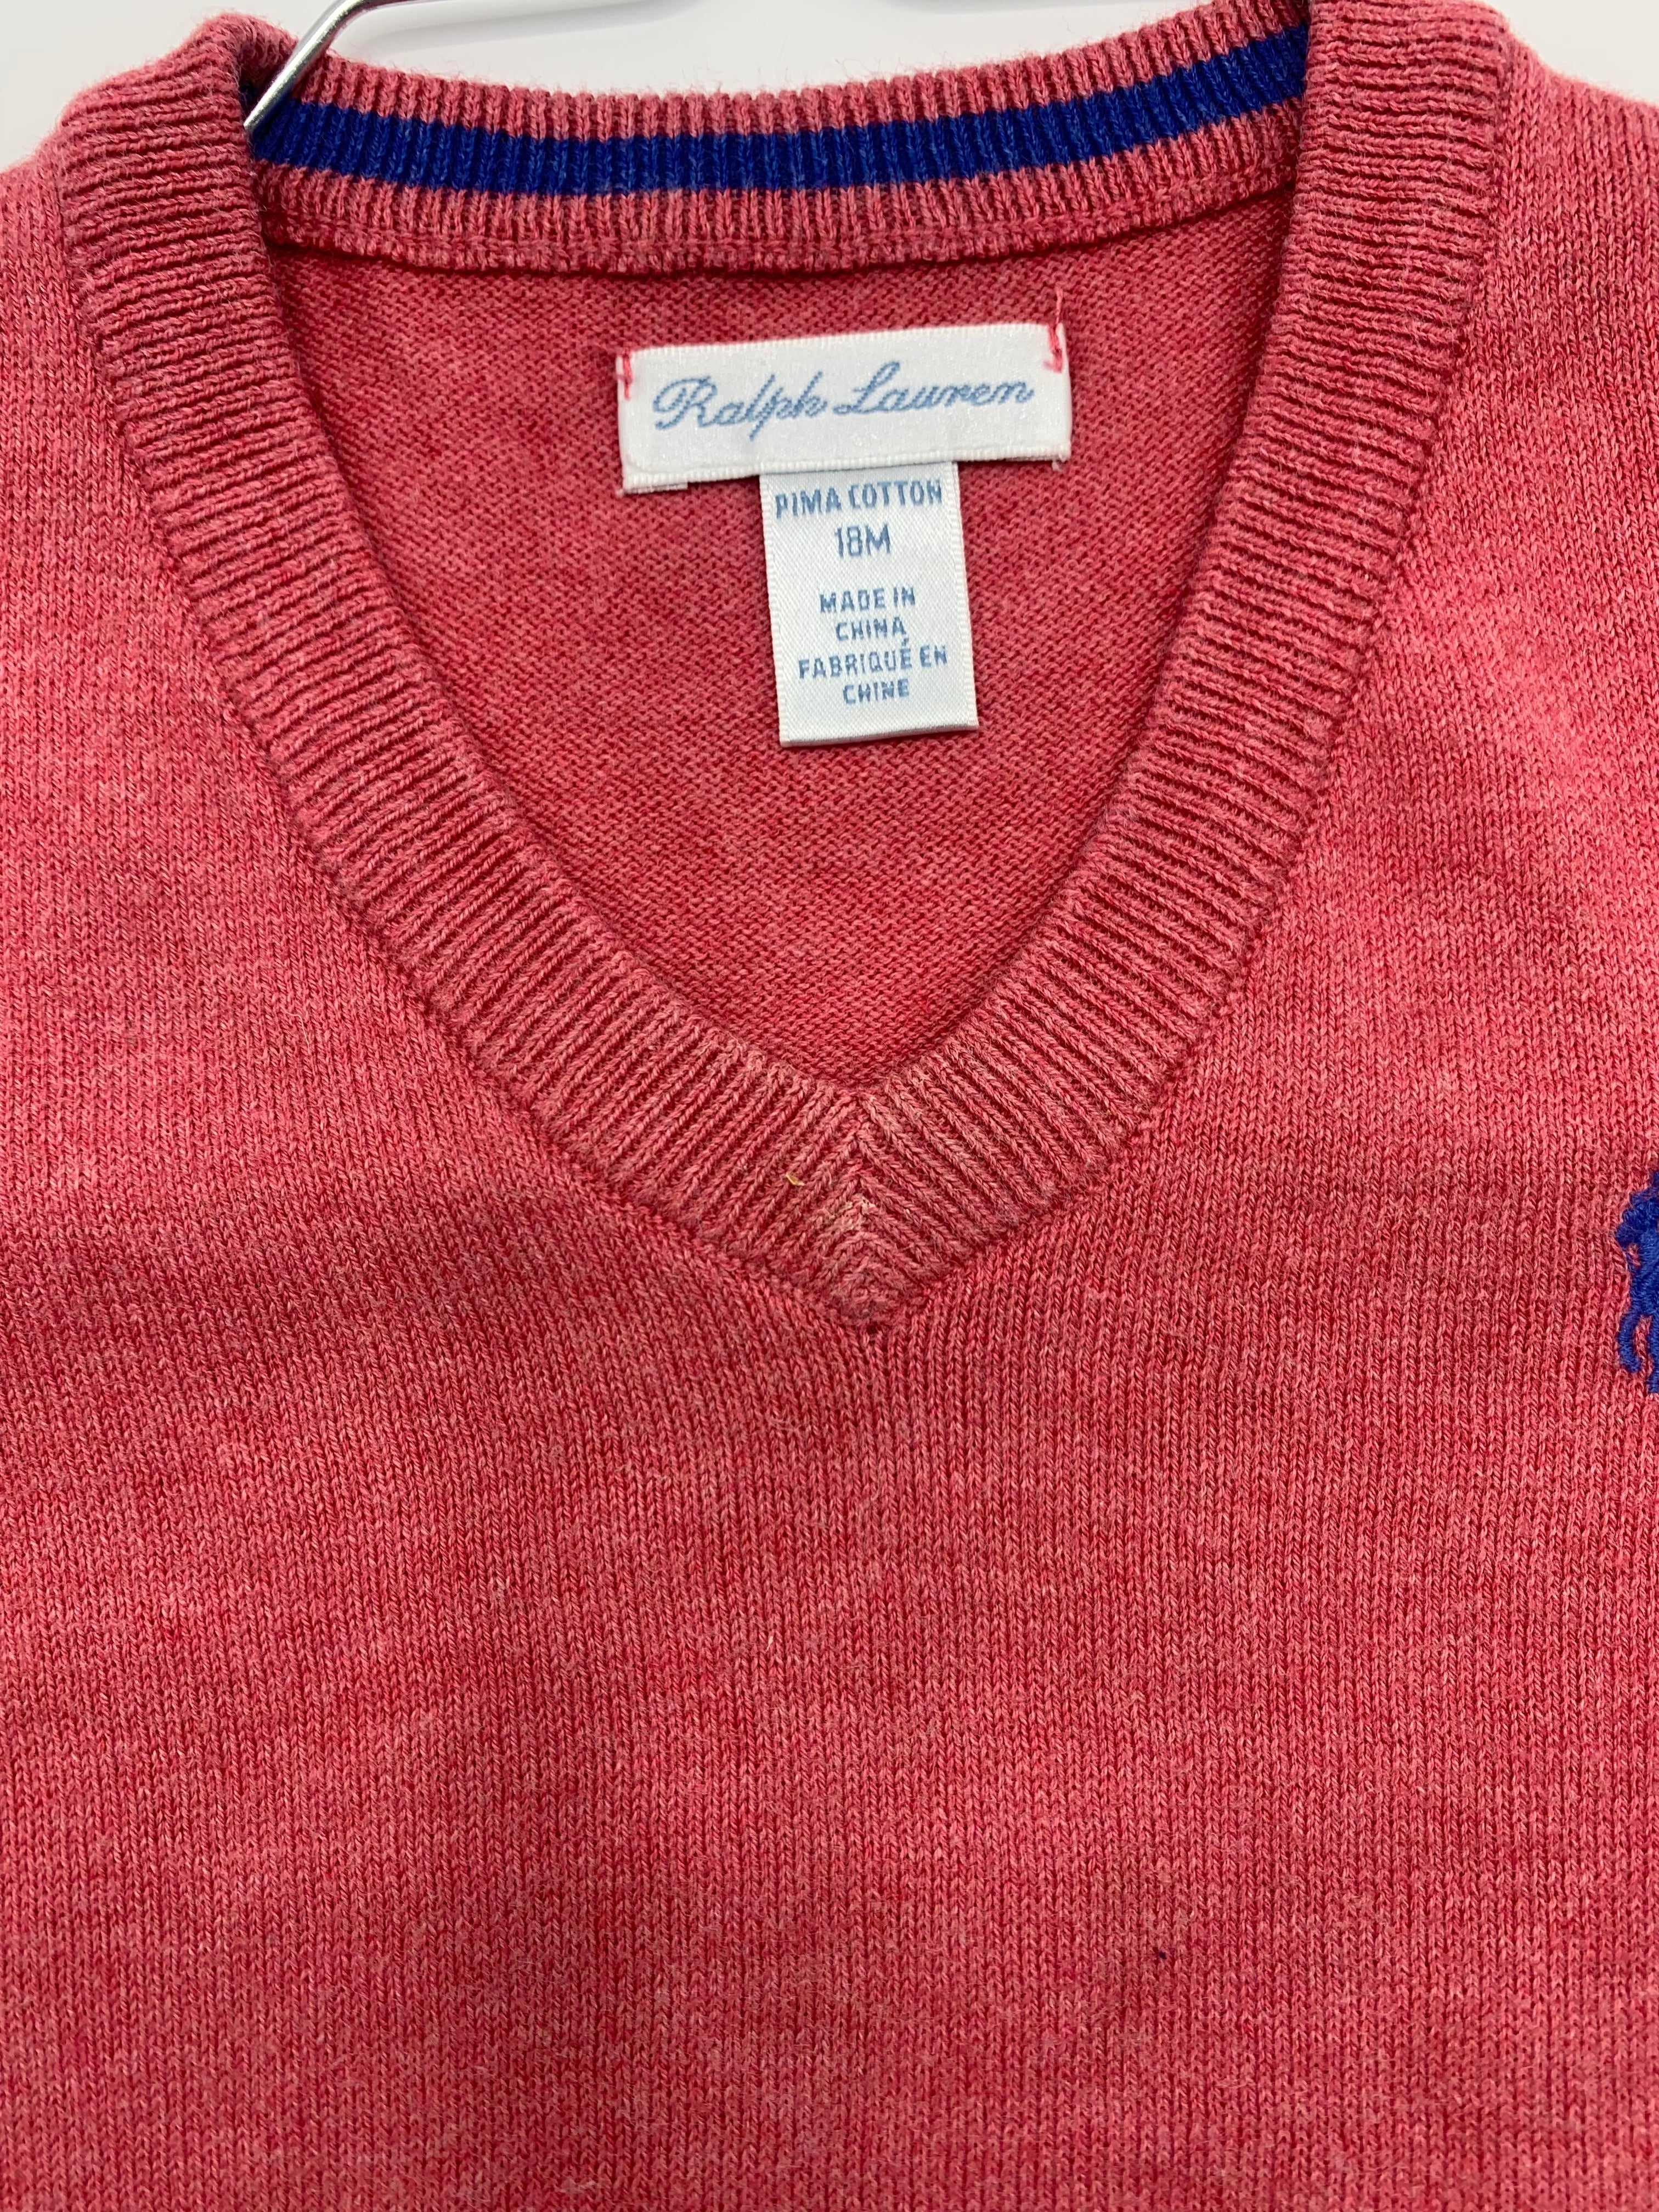 Ralph Lauren
PIMA COTTON
18M
MADE IN
CHINA
FABRIQUÉ EN
CHINE